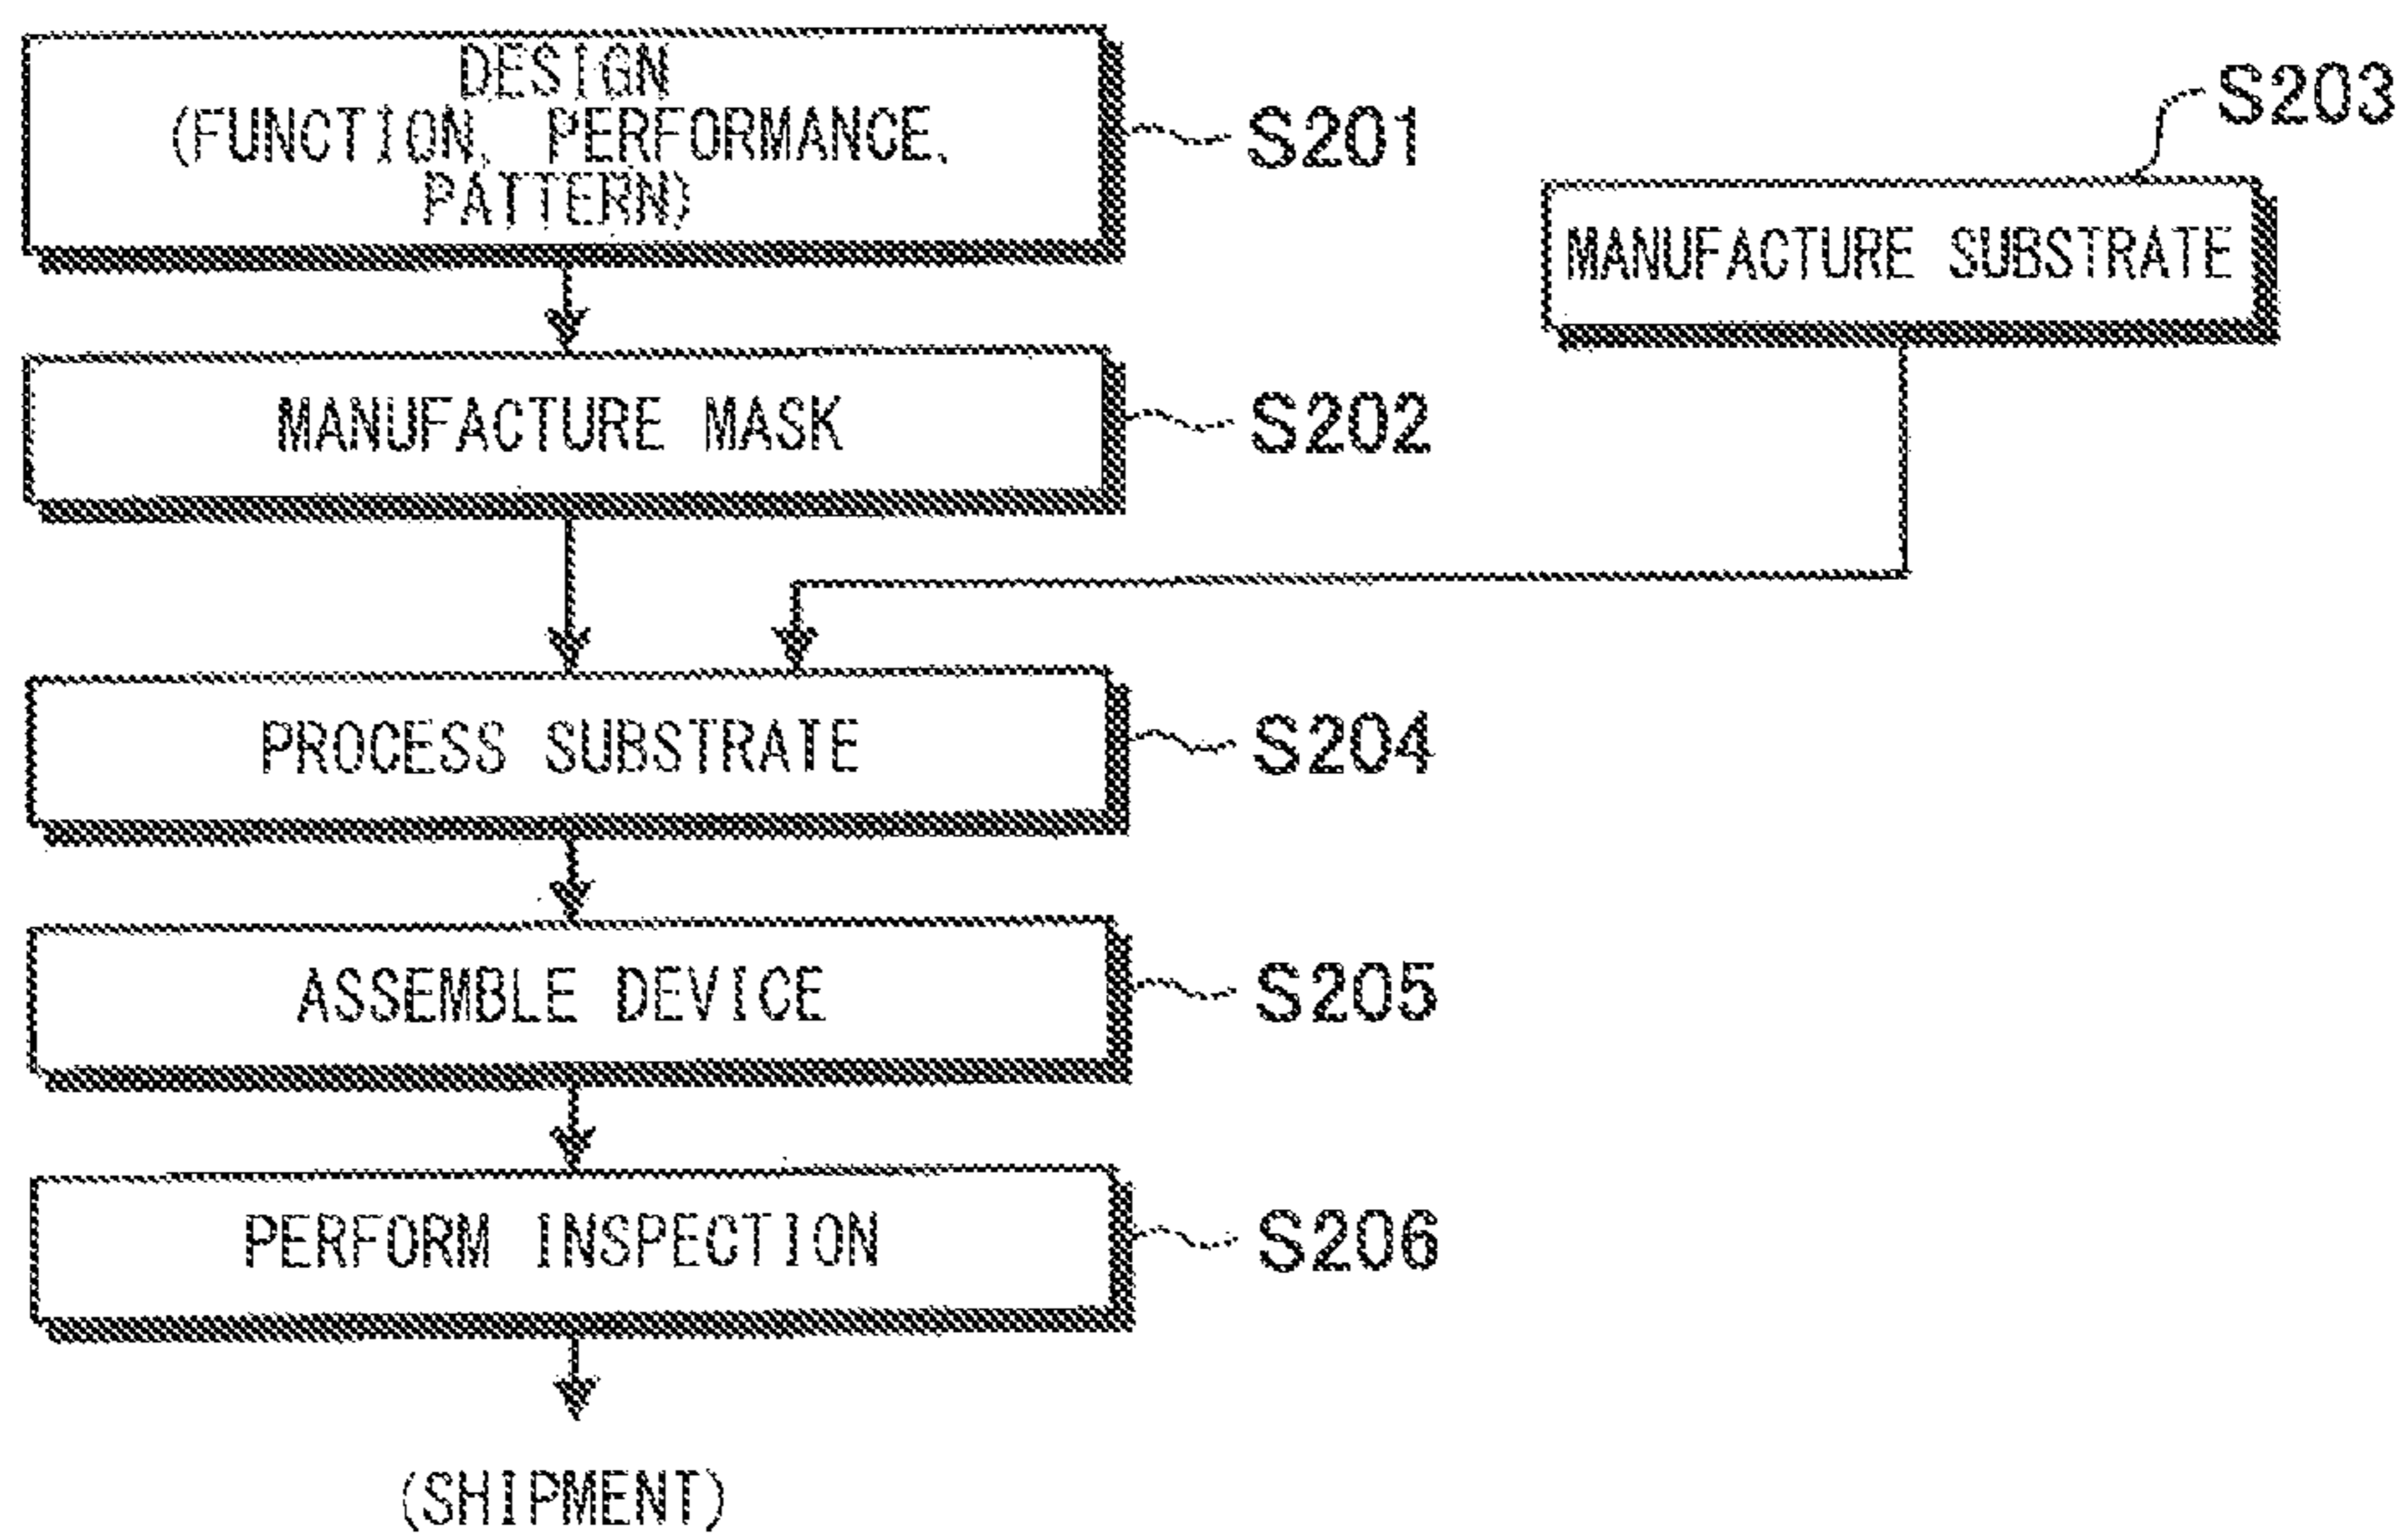 DESIGN
(FUNCTION, PERFORMANCE,
PATTERN)
S201
S203
MANUFACTURE SUBSTRATE
MANUFACTURE MASK
S202
PROCESS SUBSTRATE
S204
ASSEMBLE DEVICE
S205
PERFORM INSPECTION
S206
(SHIPMENT)